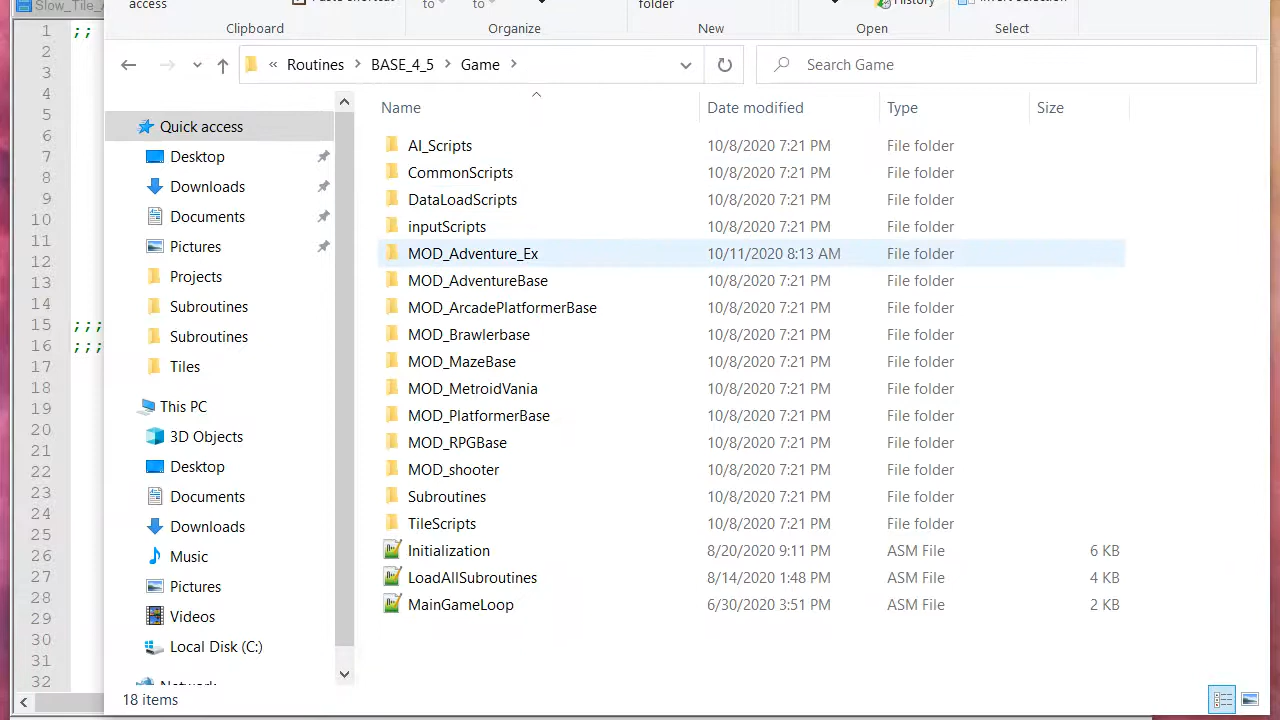 Slow_Tile_
access
to
to
folder
History
Clipboard
Organize
New
Open
Select
« Routines > BASE_4_5 > Game >
Search Game
Name Date modified Type Size
Quick access
Desktop
Downloads
Documents
Pictures
Projects
Subroutines
Subroutines
Tiles
This PC
3D Objects
Desktop
Documents
Downloads
Music
Pictures
Videos
Local Disk (C:)
AI_Scripts 10/8/2020 7:21 PM File folder
CommonScripts 10/8/2020 7:21 PM File folder
DataLoadScripts 10/8/2020 7:21 PM File folder
inputScripts 10/8/2020 7:21 PM File folder
MOD_Adventure_Ex 10/11/2020 8:13 AM File folder
MOD_AdventureBase 10/8/2020 7:21 PM File folder
MOD_ArcadePlatformerBase 10/8/2020 7:21 PM File folder
MOD_Brawlerbase 10/8/2020 7:21 PM File folder
MOD_MazeBase 10/8/2020 7:21 PM File folder
MOD_MetroidVania 10/8/2020 7:21 PM File folder
MOD_PlatformerBase 10/8/2020 7:21 PM File folder
MOD_RPGBase 10/8/2020 7:21 PM File folder
MOD_shooter 10/8/2020 7:21 PM File folder
Subroutines 10/8/2020 7:21 PM File folder
TileScripts 10/8/2020 7:21 PM File folder
Initialization 8/20/2020 9:11 PM ASM File 6 KB
LoadAllSubroutines 8/14/2020 1:48 PM ASM File 4 KB
MainGameLoop 6/30/2020 3:51 PM ASM File 2 KB
18 items
1 ;;
2
3
4
5
6
7
8
9
10
11
12
13
14
15 ;;;
16 ;;;
17
18
19
20
21
22
23
24
25
26
27
28
29
30
31
32